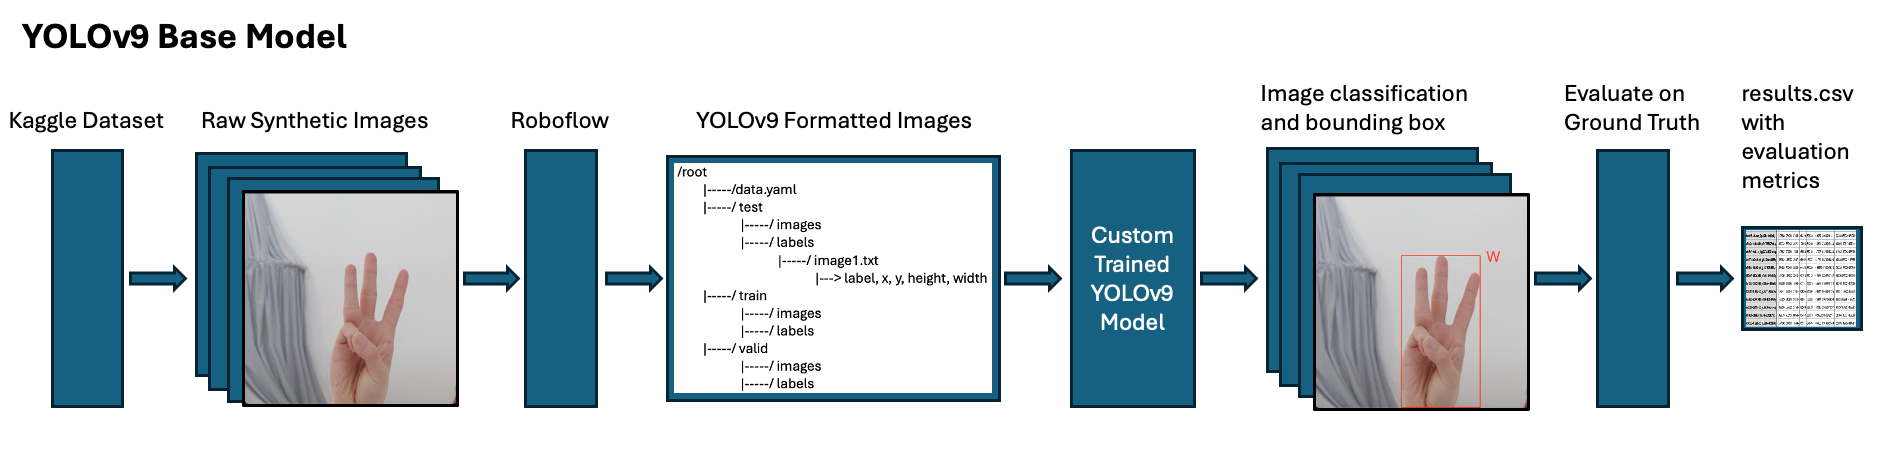 YOLOv9 Base Model
Kaggle Dataset
Raw Synthetic Images
Roboflow
YOLOv9 Formatted Images
/root
|-----/data.yaml
|-----/ test
|-----/ images
|-----/ labels
|-----/ image1.txt
|---> label, x, y, height, width
|-----/ train
|-----/ images
|-----/ labels
|-----/ valid
|-----/ images
|-----/ labels
Custom
Trained
YOLOv9
Model
Image classification
and bounding box
W
Evaluate on
Ground Truth
results.csv
with
evaluation
metrics